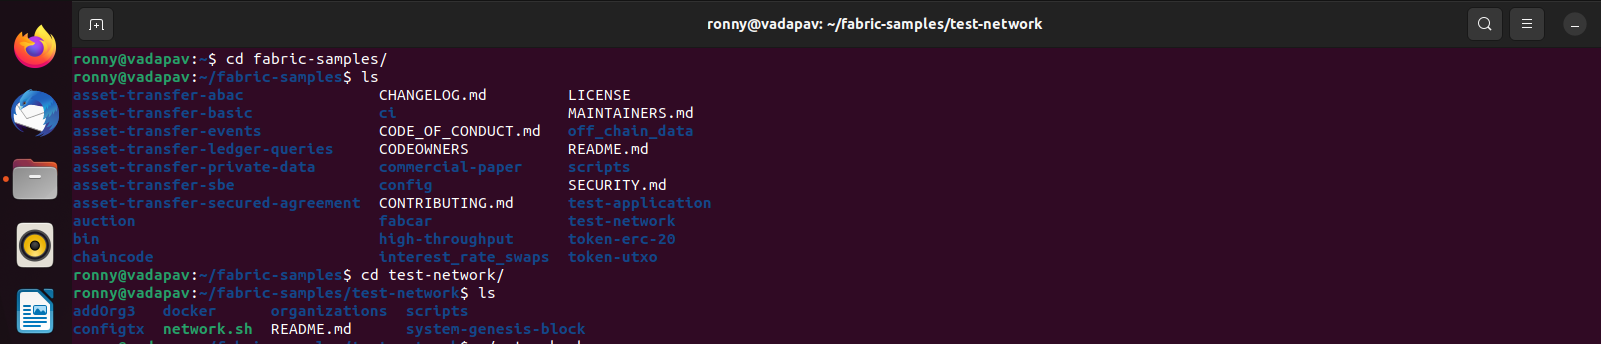 ronny@vadapav: ~/fabric-samples/test-network
ronny@vadapav:~$ cd fabric-samples/
ronny@vadapav:~/fabric-samples$ ls
asset-transfer-abac CHANGELOG.md LICENSE
asset-transfer-basic ci MAINTAINERS.md
asset-transfer-events CODE_OF_CONDUCT.md off_chain_data
asset-transfer-ledger-queries CODEOWNERS README.md
asset-transfer-private-data commercial-paper scripts
asset-transfer-sbe config SECURITY.md
asset-transfer-secured-agreement CONTRIBUTING.md test-application
auction fabcar test-network
bin high-throughput token-erc-20
chaincode interest_rate_swaps token-utxo
ronny@vadapav:~/fabric-samples$ cd test-network/
ronny@vadapav:~/fabric-samples/test-network$ ls
addOrg3 docker organizations scripts
configtx network.sh README.md system-genesis-block